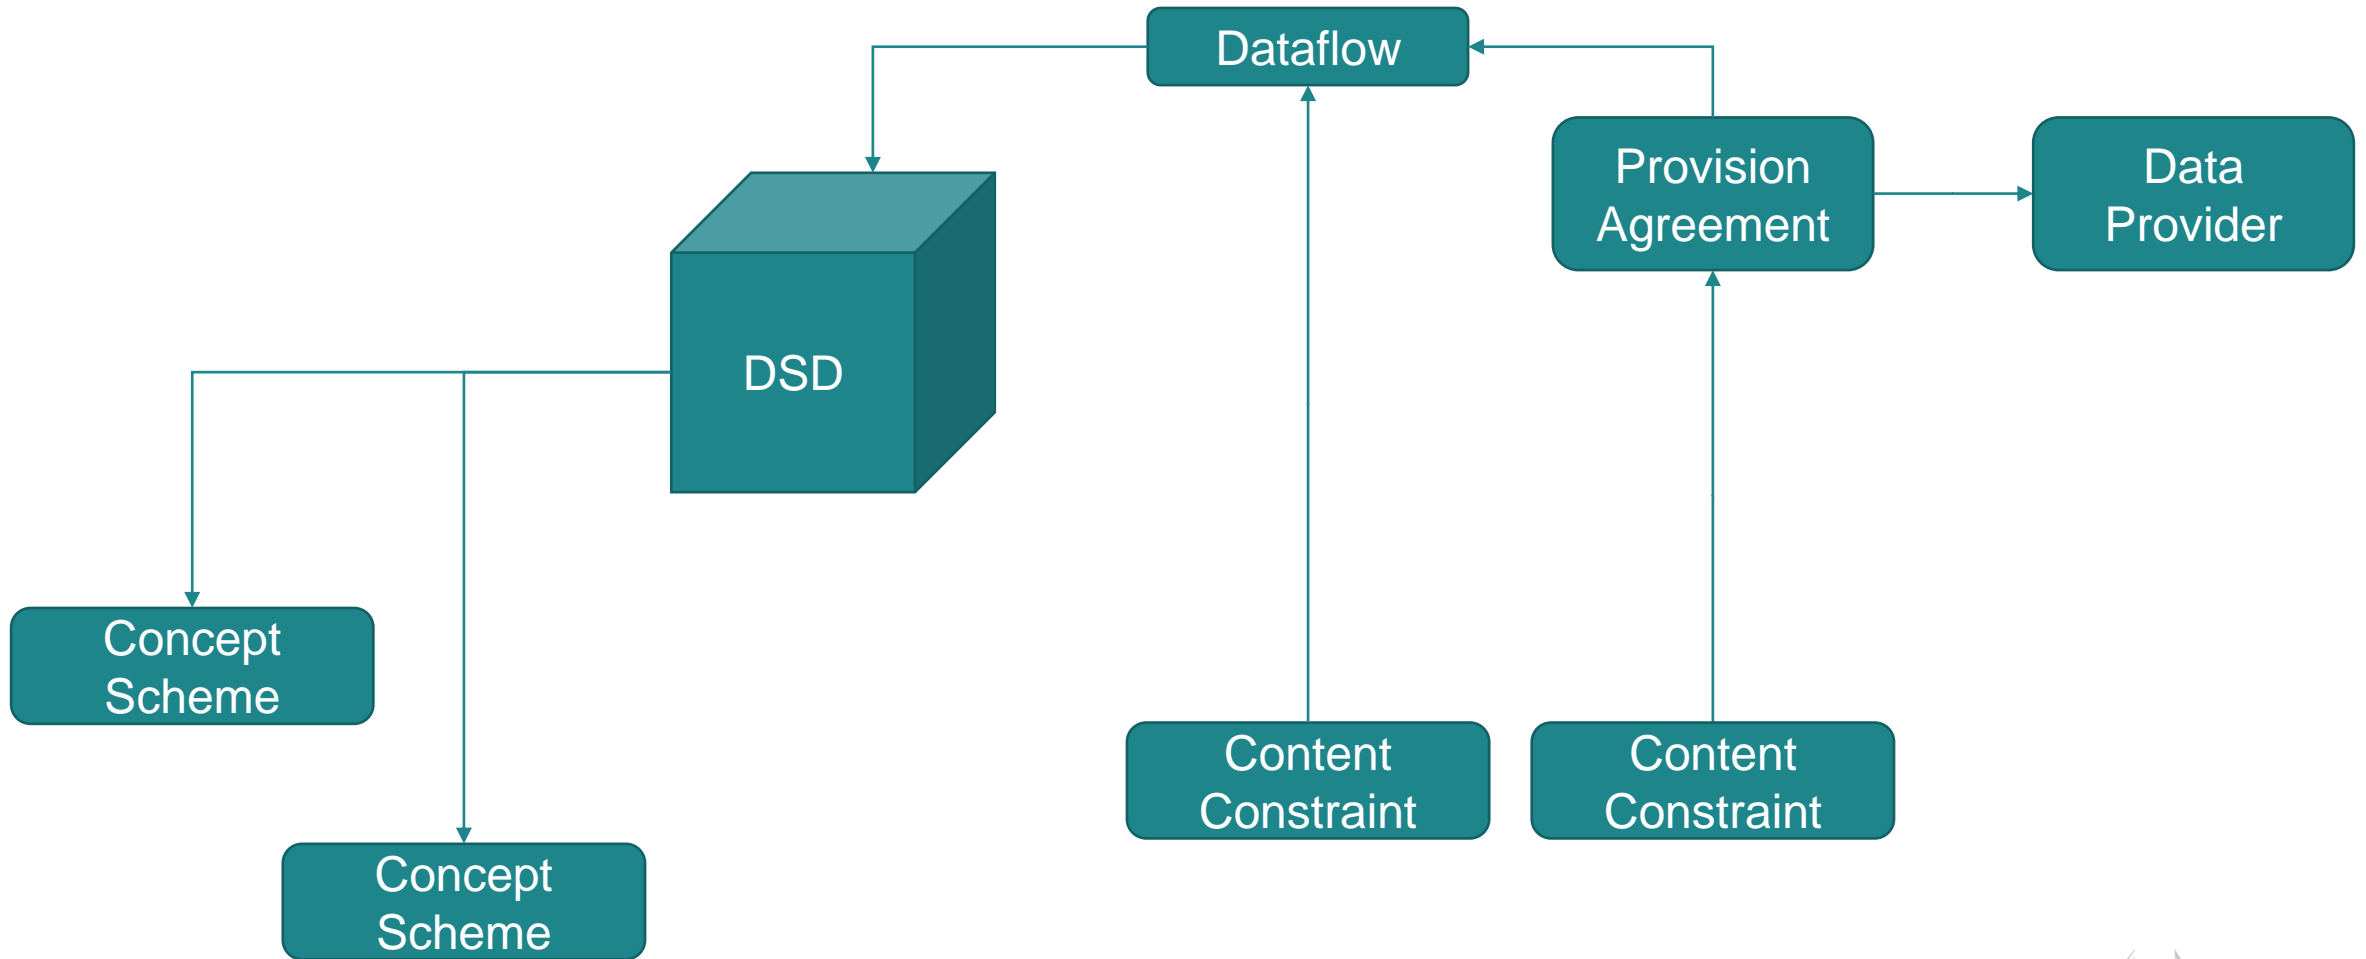 Dataflow
Provision
Agreement
Data
Provider
DSD
Concept
Scheme
Content
Constraint
Content
Constraint
Concept
Scheme